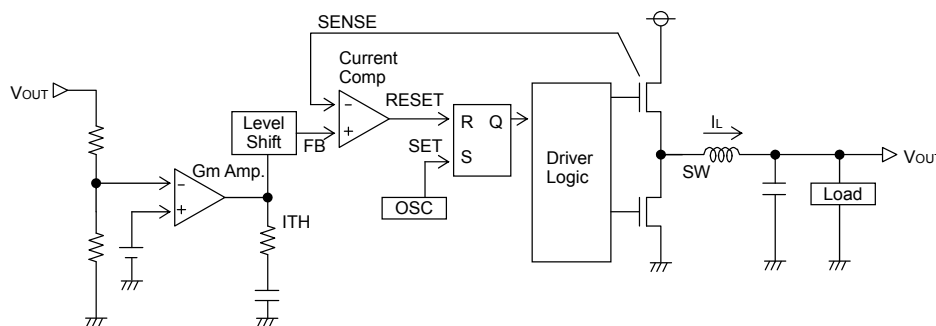 SENSE
Current
Comp
VOUT
RESET
Level
Shift
FB
R Q
S
SET
Gm Amp.
OSC
ITH
Driver
Logic
IL
SW
VOUT
Load